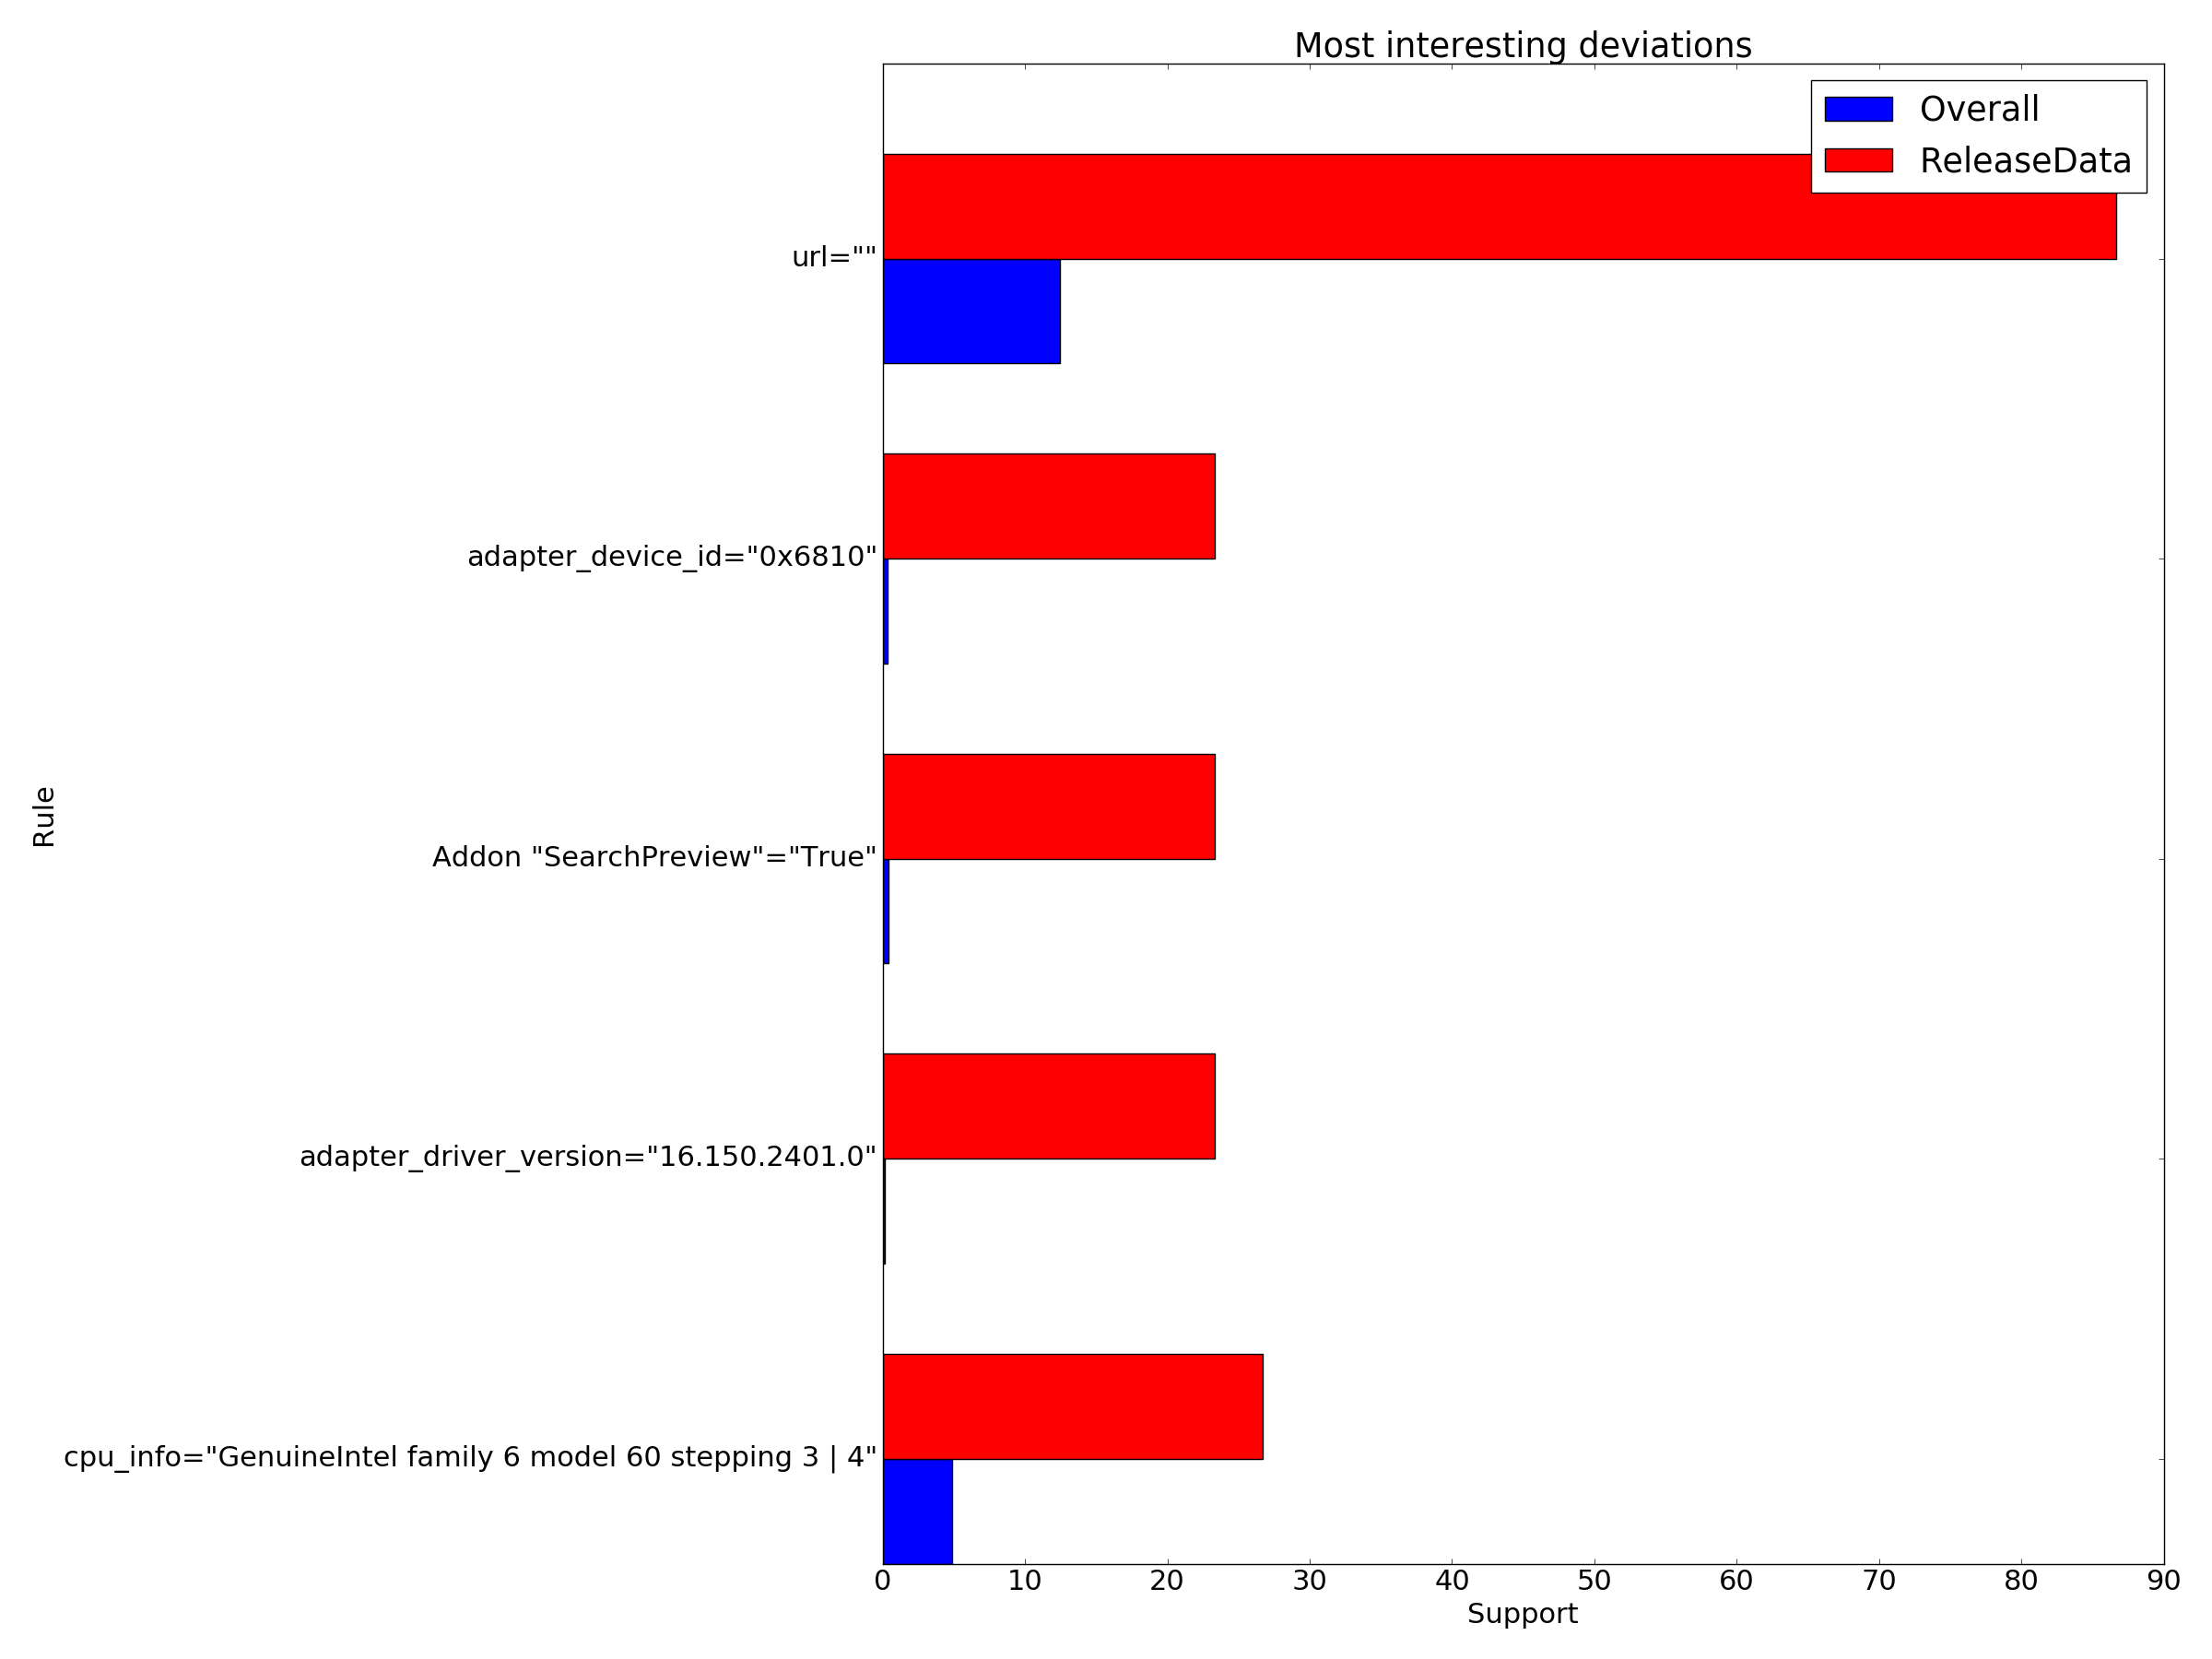 Most interesting deviations
Overall
ReleaseData
url=""
adapter_device_id="0x6810"
Addon "SearchPreview"="True"
adapter_driver_version="16.150.2401.0"
cpu_info="GenuineIntel family 6 model 60 stepping 3 | 4"
Rule
0 10 20 30 40 50 60 70 80 90
Support